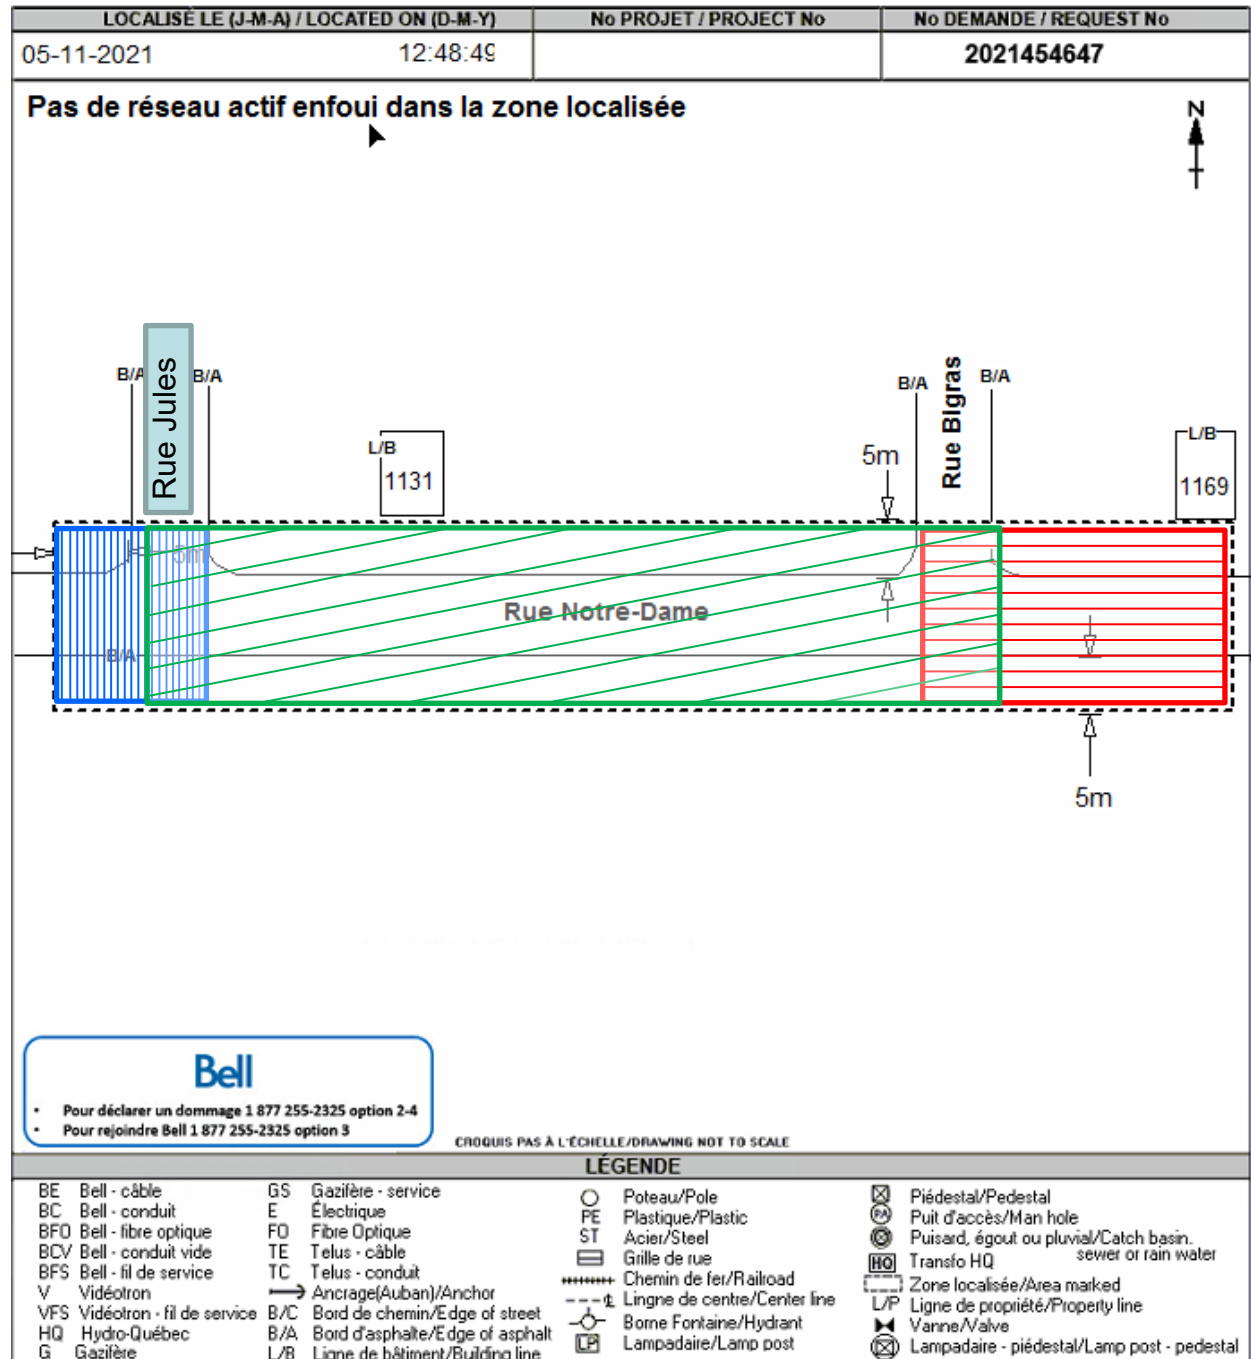 LOCALISÉ LE (J-M-A) / LOCATED ON (D-M-Y) No PROJET / PROJECT No No DEMANDE / REQUEST No
05-11-2021 12:48:49 2021454647
Pas de réseau actif enfoui dans la zone localisée
N
Rue Jules
B/A B/A
B/A Rue Bigras B/A
L/B
1131
5m
L/B
1169
5m
Rue Notre-Dame
B/A
5m
Bell
• Pour déclarer un dommage 1 877 255-2325 option 2-4
• Pour rejoindre Bell 1 877 255-2325 option 3
CROQUIS PAS À L'ÉCHELLE/DRAWING NOT TO SCALE
LÉGENDE
BE Bell - câble
BC Bell - conduit
BFO Bell - fibre optique
BCV Bell - conduit vide
BFS Bell - fil de service
V Vidéotron
VFS Vidéotron - fil de service
HQ Hydro-Québec
G Gazifère
GS Gazifère - service
E Électrique
FO Fibre Optique
TE Telus - câble
TC Telus - conduit
Ancrage(Auban)/Anchor
B/C Bord de chemin/Edge of street
B/A Bord d'asphalte/Edge of asphalt
L/B Ligne de bâtiment/Building line
Poteau/Pole
PE Plastique/Plastic
ST Acier/Steel
Grille de rue
Chemin de fer/Railroad
Lingne de centre/Center line
Borne Fontaine/Hydrant
LP Lampadaire/Lamp post
Piédestal/Pedestal
PA Puit d'accès/Man hole
Puisard, égout ou pluvial/Catch basin.
sewer or rain water
HQ Transfo HQ
Zone localisée/Area marked
L/P Ligne de propriété/Property line
Vanne/Valve
Lampadaire - piédestal/Lamp post - pedestal